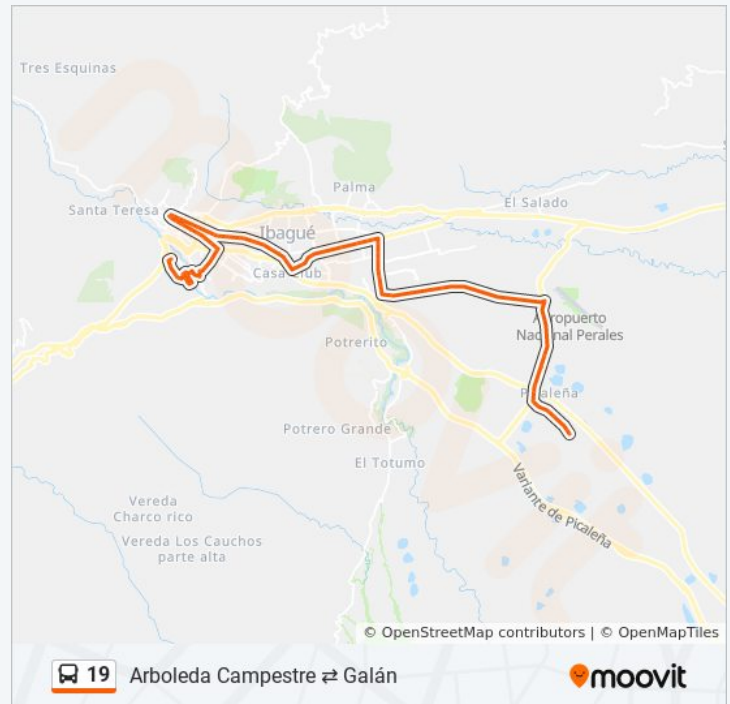 Tres Esquinas
Palma
El Salado
Santa Teresa
Ibagué
Casa Club
Aeropuerto
Nacional Perales
Potrerito
Picaleña
Potrero Grande
El Totumo
Variante de Picaleña
Vereda
Charco rico
Vereda Los Cauchos
parte alta
© OpenStreetMap contributors | © OpenMapTiles
19 Arboleda Campestre ⇄ Galán
moovit